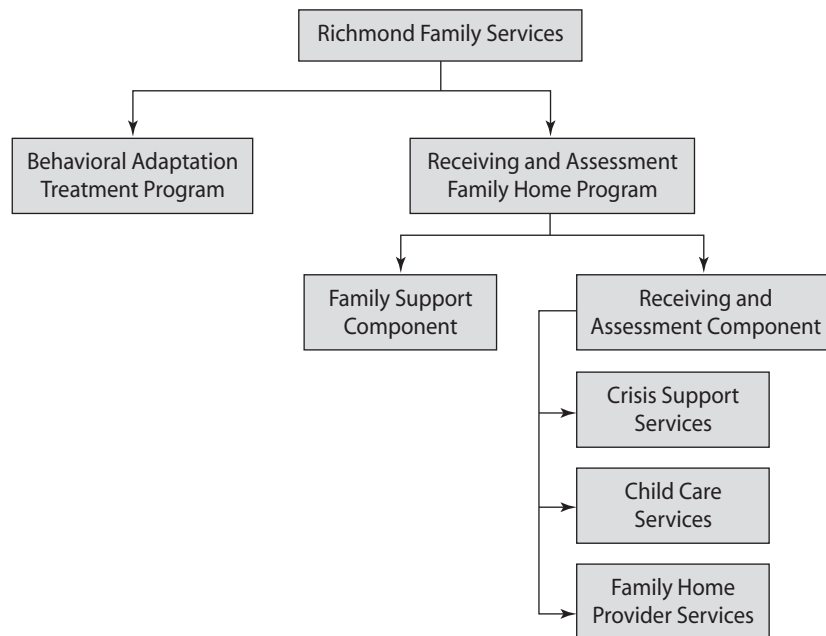 Richmond Family Services
Behavioral Adaptation
Treatment Program
Receiving and Assessment
Family Home Program
Family Support
Component
Receiving and
Assessment Component
Crisis Support
Services
Child Care
Services
Family Home
Provider Services